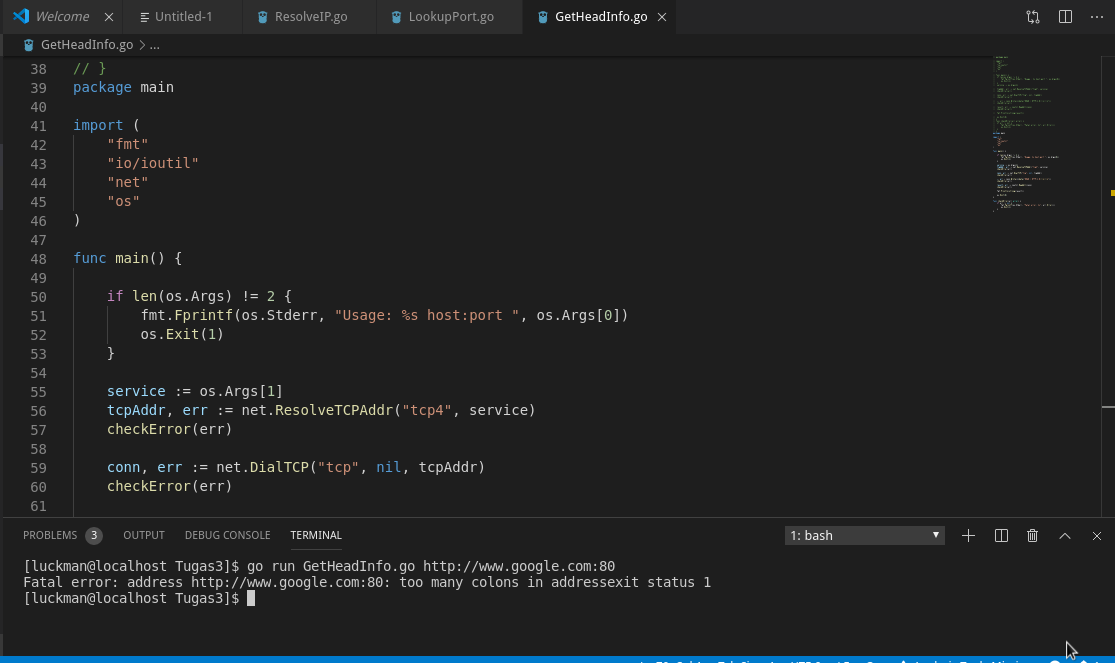 Welcome Untitled-1 ResolveIP.go LookupPort.go GetHeadInfo.go
GetHeadInfo.go > ...
38 // }
39 package main
40
41 import (
42 "fmt"
43 "io/ioutil"
44 "net"
45 "os"
46 )
47
48 func main() {
49
50 if len(os.Args) != 2 {
51 fmt.Fprintf(os.Stderr, "Usage: %s host:port ", os.Args[0])
52 os.Exit(1)
53 }
54
55 service := os.Args[1]
56 tcpAddr, err := net.ResolveTCPAddr("tcp4", service)
57 checkError(err)
58
59 conn, err := net.DialTCP("tcp", nil, tcpAddr)
60 checkError(err)
61
PROBLEMS 3 OUTPUT DEBUG CONSOLE TERMINAL 1: bash
[luckman@localhost Tugas3]$ go run GetHeadInfo.go http://www.google.com:80
Fatal error: address http://www.google.com:80: too many colons in addressexit status 1
[luckman@localhost Tugas3]$